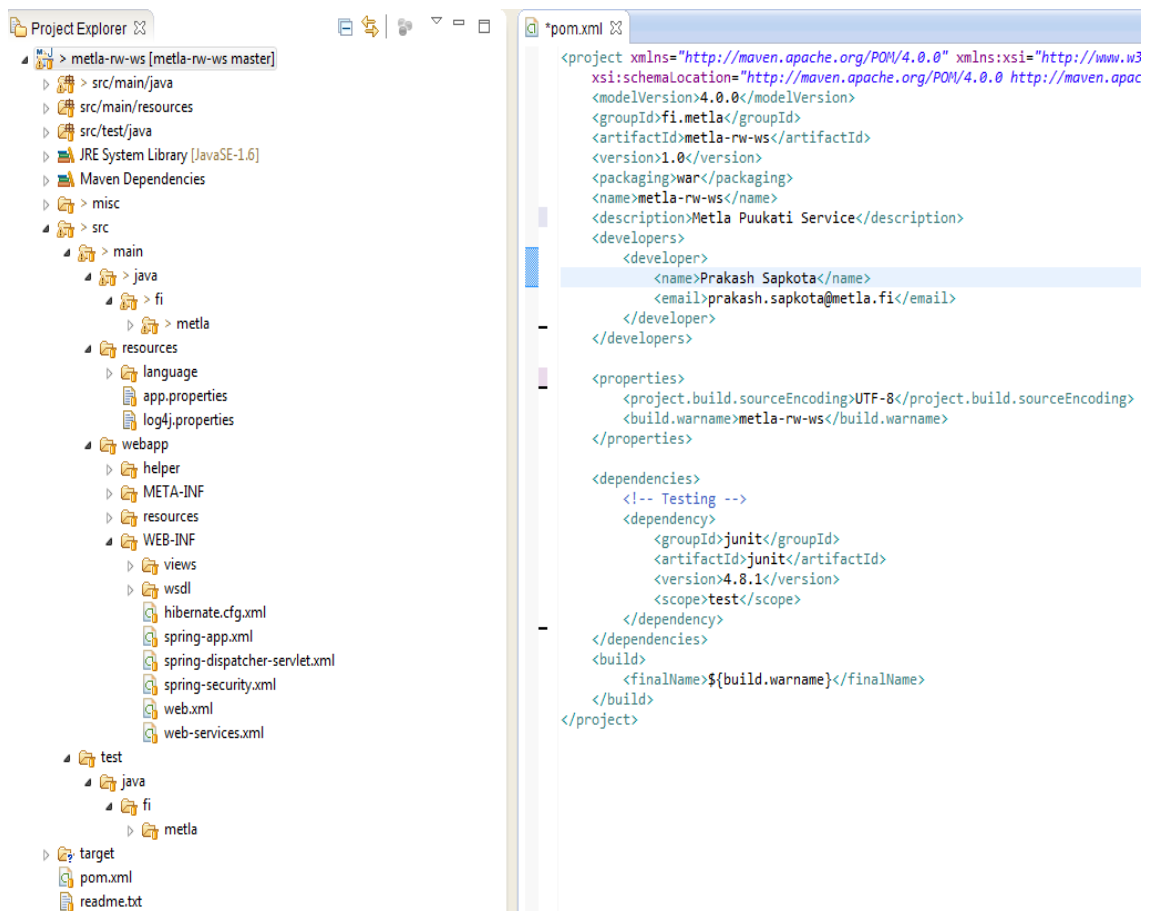 Project Explorer
> metla-rw-ws [metla-rw-ws master]
> src/main/java
src/main/resources
src/test/java
JRE System Library [JavaSE-1.6]
Maven Dependencies
> misc
> src
> main
> java
> fi
> metla
resources
language
app.properties
log4j.properties
webapp
helper
META-INF
resources
WEB-INF
views
wsdl
hibernate.cfg.xml
spring-app.xml
spring-dispatcher-servlet.xml
spring-security.xml
web.xml
web-services.xml
test
java
fi
metla
target
pom.xml
readme.txt
*pom.xml
<project xmlns="http://maven.apache.org/POM/4.0.0" xmlns:xsi="http://www.w3
xsi:schemaLocation="http://maven.apache.org/POM/4.0.0 http://maven.apac
<modelVersion>4.0.0</modelVersion>
<groupId>fi.metla</groupId>
<artifactId>metla-rw-ws</artifactId>
<version>1.0</version>
<packaging>war</packaging>
<name>metla-rw-ws</name>
<description>Metla Puukati Service</description>
<developers>
<developer>
<name>Prakash Sapkota</name>
<email>prakash.sapkota@metla.fi</email>
</developer>
</developers>
<properties>
<project.build.sourceEncoding>UTF-8</project.build.sourceEncoding>
<build.warname>metla-rw-ws</build.warname>
</properties>
<dependencies>
<!-- Testing -->
<dependency>
<groupId>junit</groupId>
<artifactId>junit</artifactId>
<version>4.8.1</version>
<scope>test</scope>
</dependency>
</dependencies>
<build>
<finalName>${build.warname}</finalName>
</build>
</project>